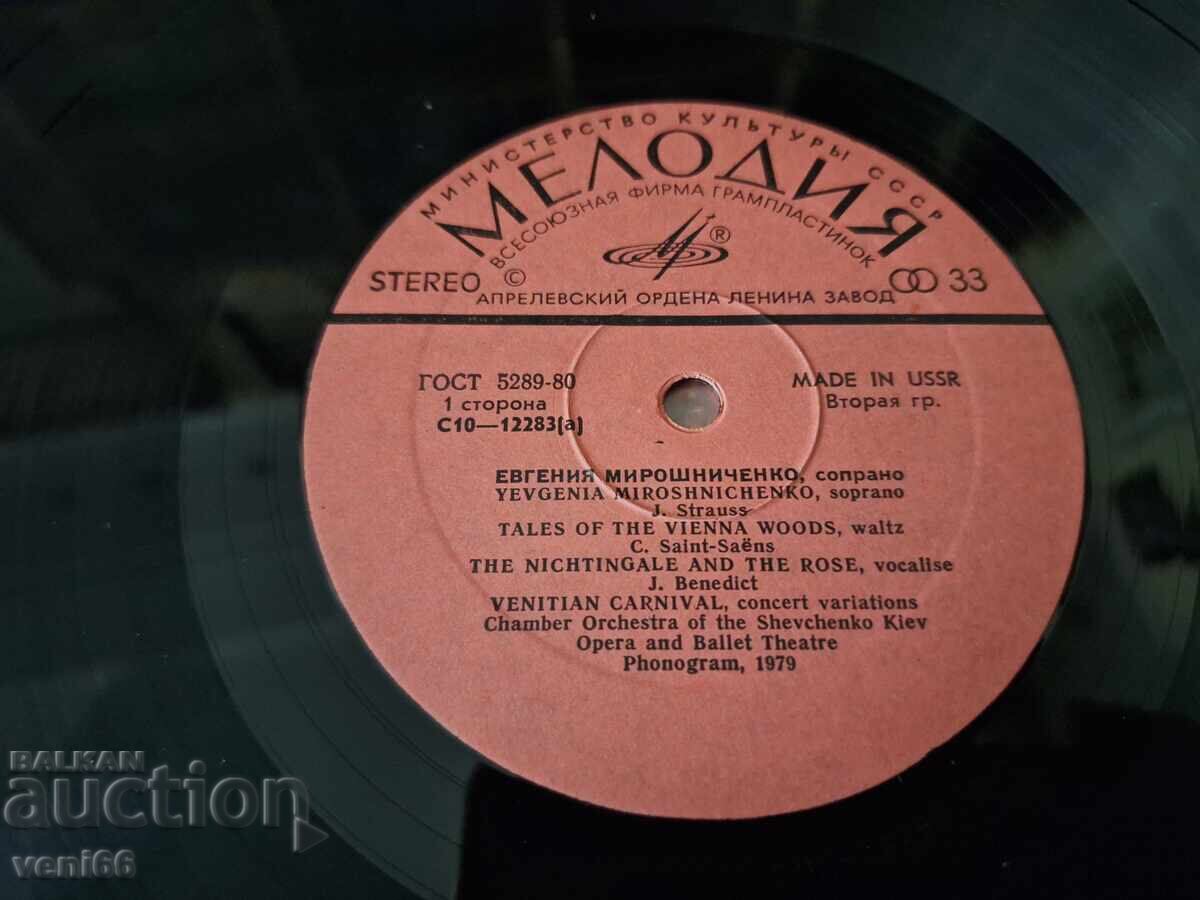 МИНИСТЕРСТВО КУЛЬТУРЫ СССР
МЕЛОДИЯ
ВСЕСОЮЗНАЯ ФИРМА ГРАМПЛАСТИНОК
®
STEREO © 33
АПРЕЛЕВСКИЙ ОРДЕНА ЛЕНИНА ЗАВОД
ГОСТ 5289-80 MADE IN USSR
1 сторона Вторая гр.
С10—12283(а)
ЕВГЕНИЯ МИРОШНИЧЕНКО, сопрано
YEVGENIA MIROSHNICHENKO, soprano
J. Strauss
TALES OF THE VIENNA WOODS, waltz
C. Saint-Saëns
THE NICHTINGALE AND THE ROSE, vocalise
J. Benedict
VENITIAN CARNIVAL, concert variations
Chamber Orchestra of the Shevchenko Kiev
Opera and Ballet Theatre
Phonogram, 1979
BALKAN
auction
veni66